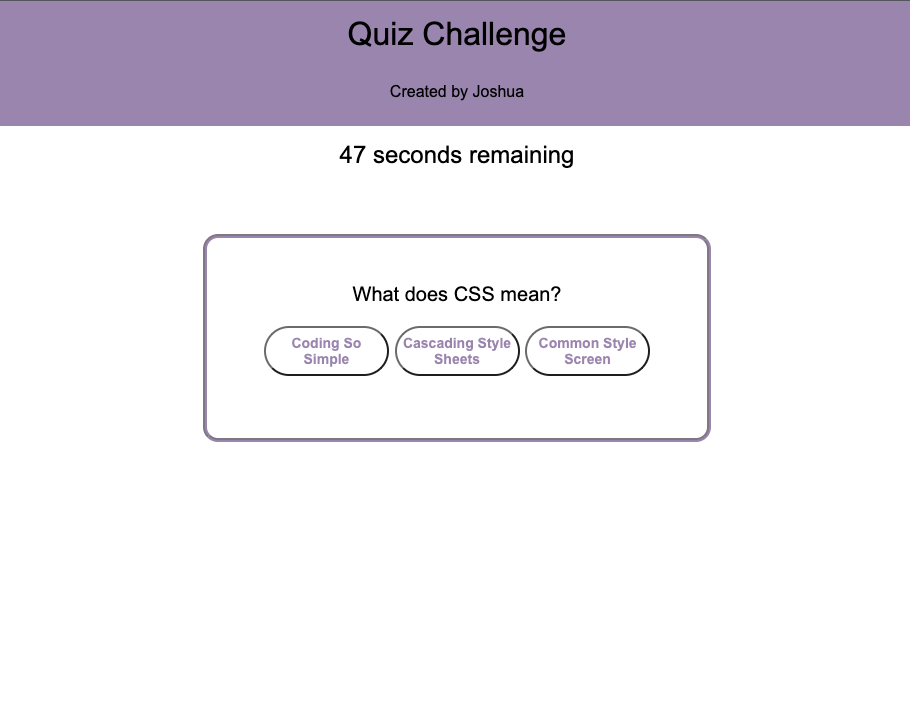 Quiz Challenge
Created by Joshua
47 seconds remaining
What does CSS mean?
Coding So
Simple
Cascading Style
Sheets
Common Style
Screen